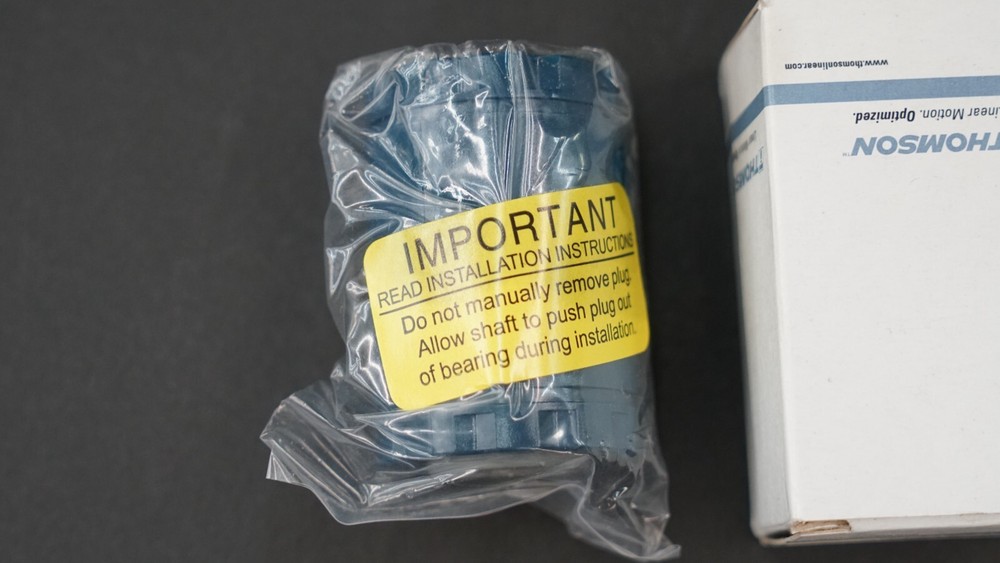 IMPORTANT
READ INSTALLATION INSTRUCTIONS
Do not manually remove plug.
Allow shaft to push plug out
of bearing during installation.
THOMSON™
Linear Motion. Optimized.
www.thomsonlinear.com
THOMSON